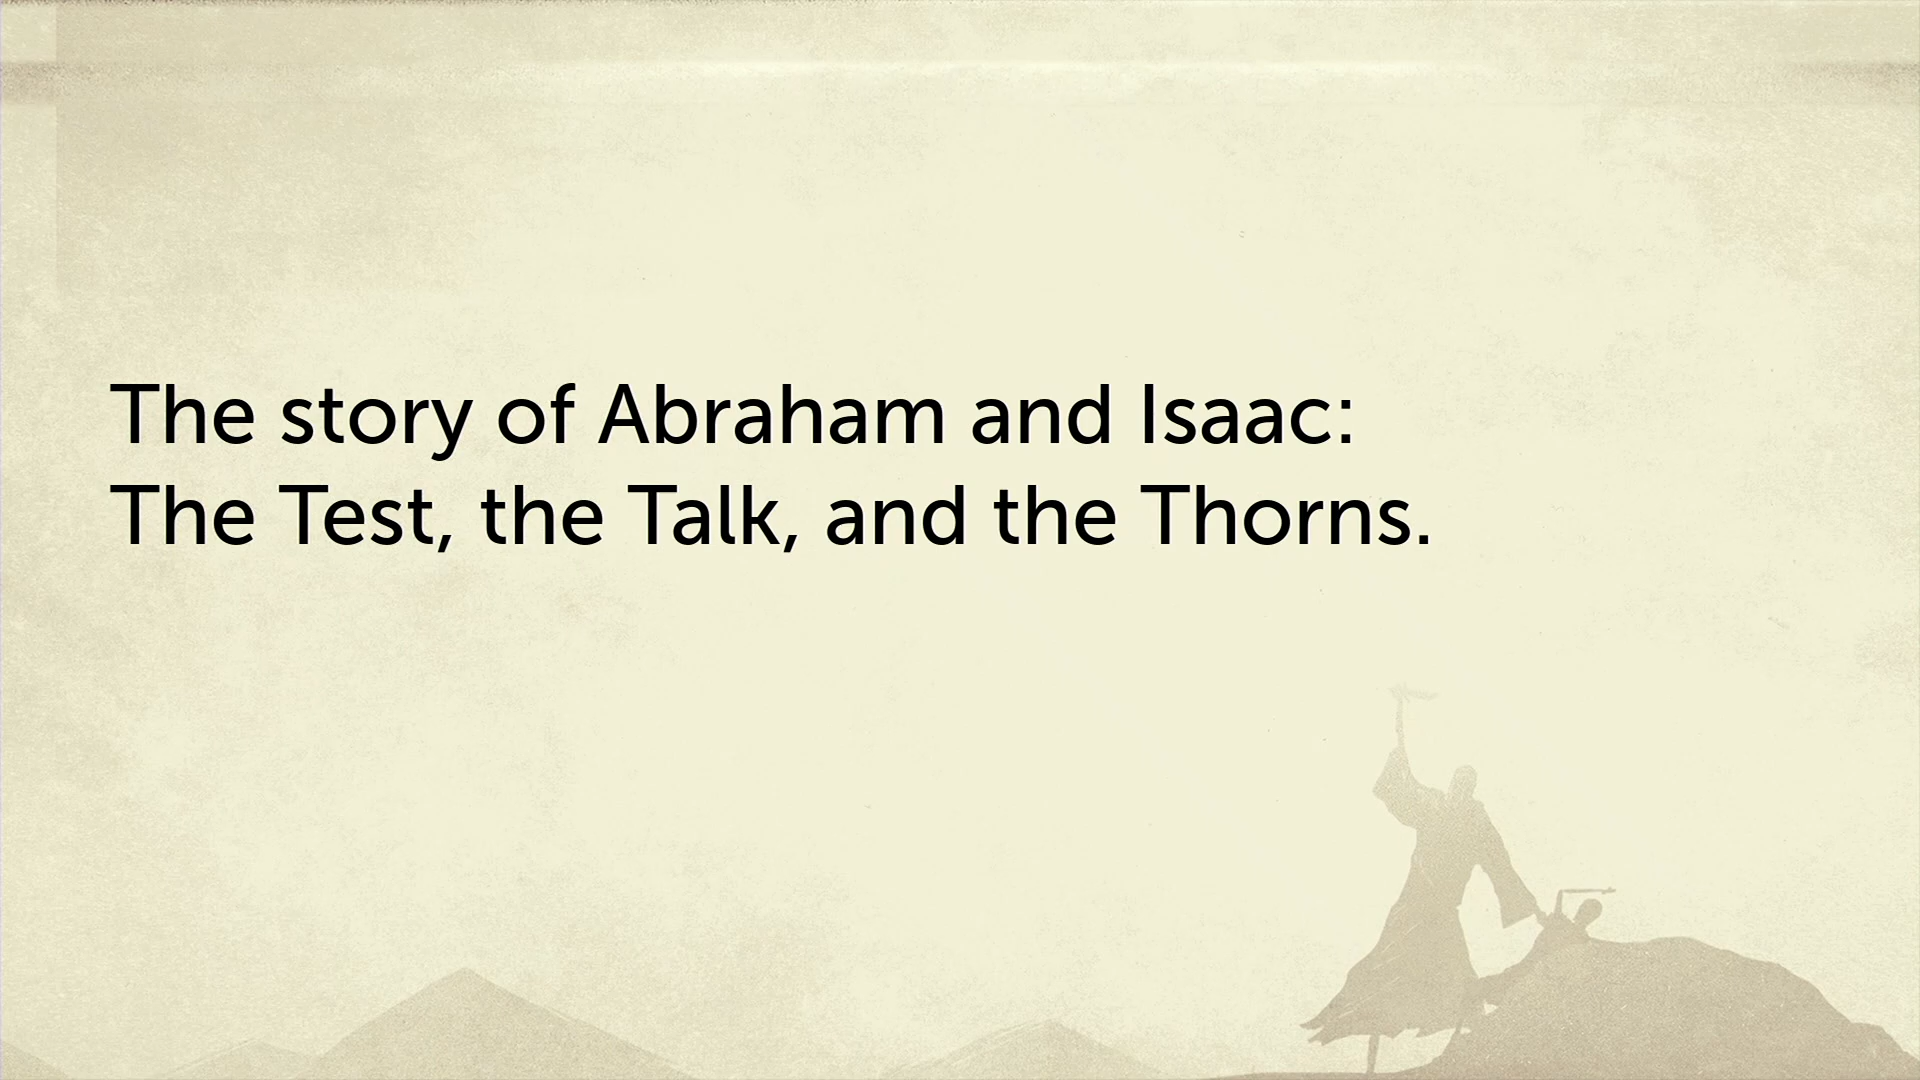 The story of Abraham and Isaac:
The Test, the Talk, and the Thorns.